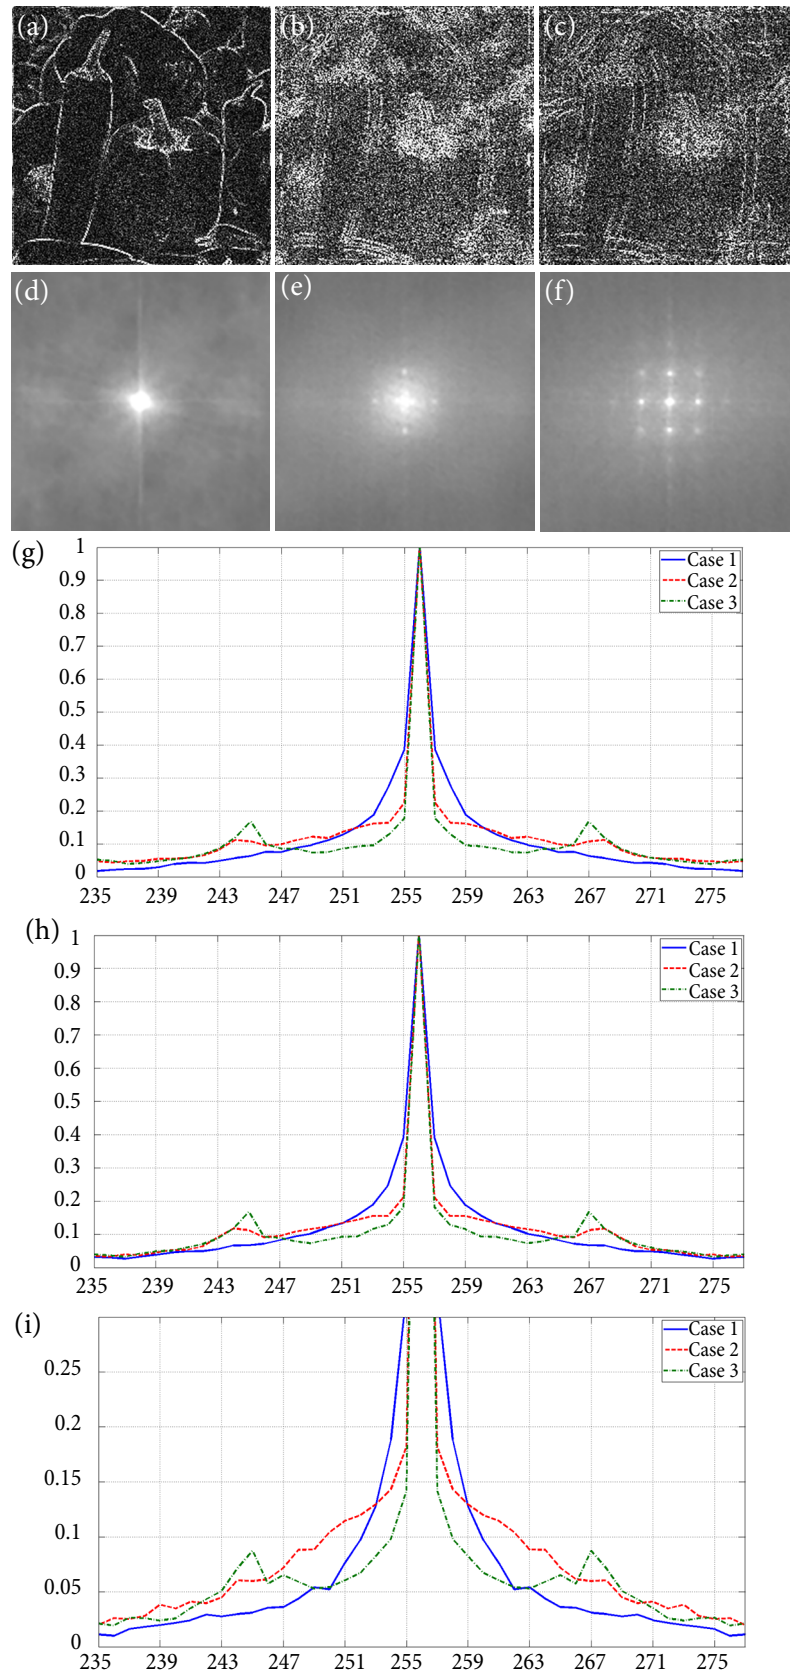 (a) (b) (c)
(d) (e) (f)
(g)
1
0.9
0.8
0.7
0.6
0.5
0.4
0.3
0.2
0.1
0
235 239 243 247 251 255 259 263 267 271 275
Case 1
Case 2
Case 3
(h)
1
0.9
0.8
0.7
0.6
0.5
0.4
0.3
0.2
0.1
0
235 239 243 247 251 255 259 263 267 271 275
Case 1
Case 2
Case 3
(i)
0.25
0.2
0.15
0.1
0.05
0
235 239 243 247 251 255 259 263 267 271 275
Case 1
Case 2
Case 3